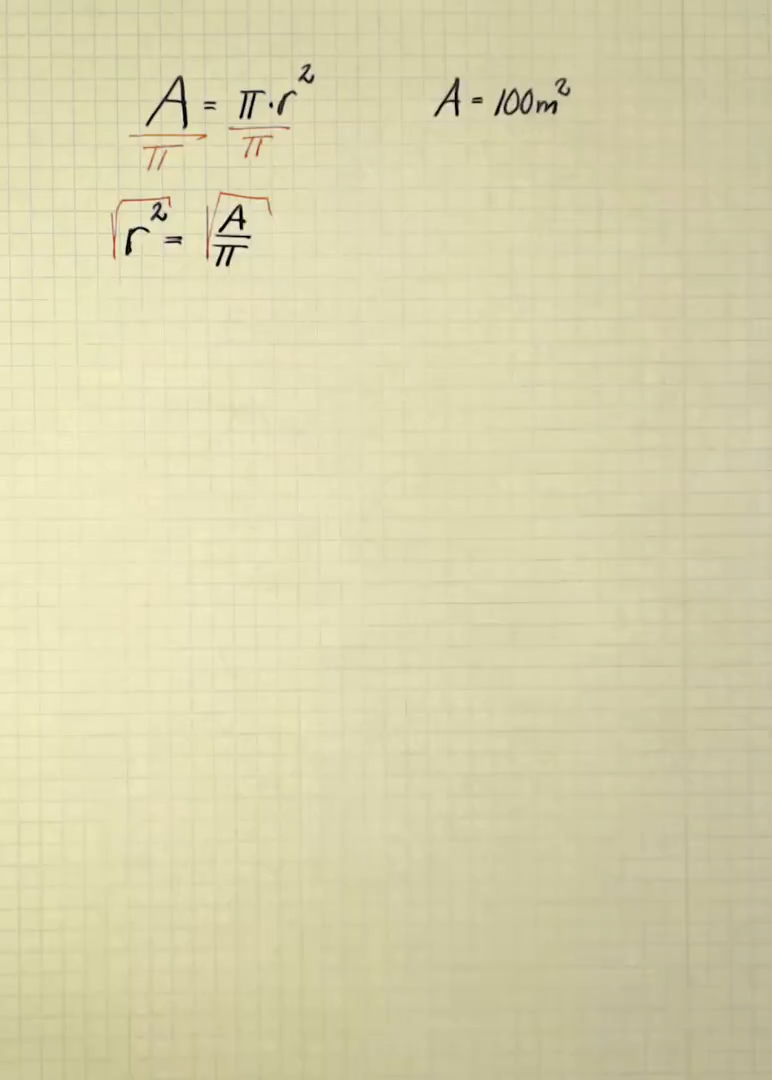 A = π·r² A = 100m²
π π
√r² = √A/π